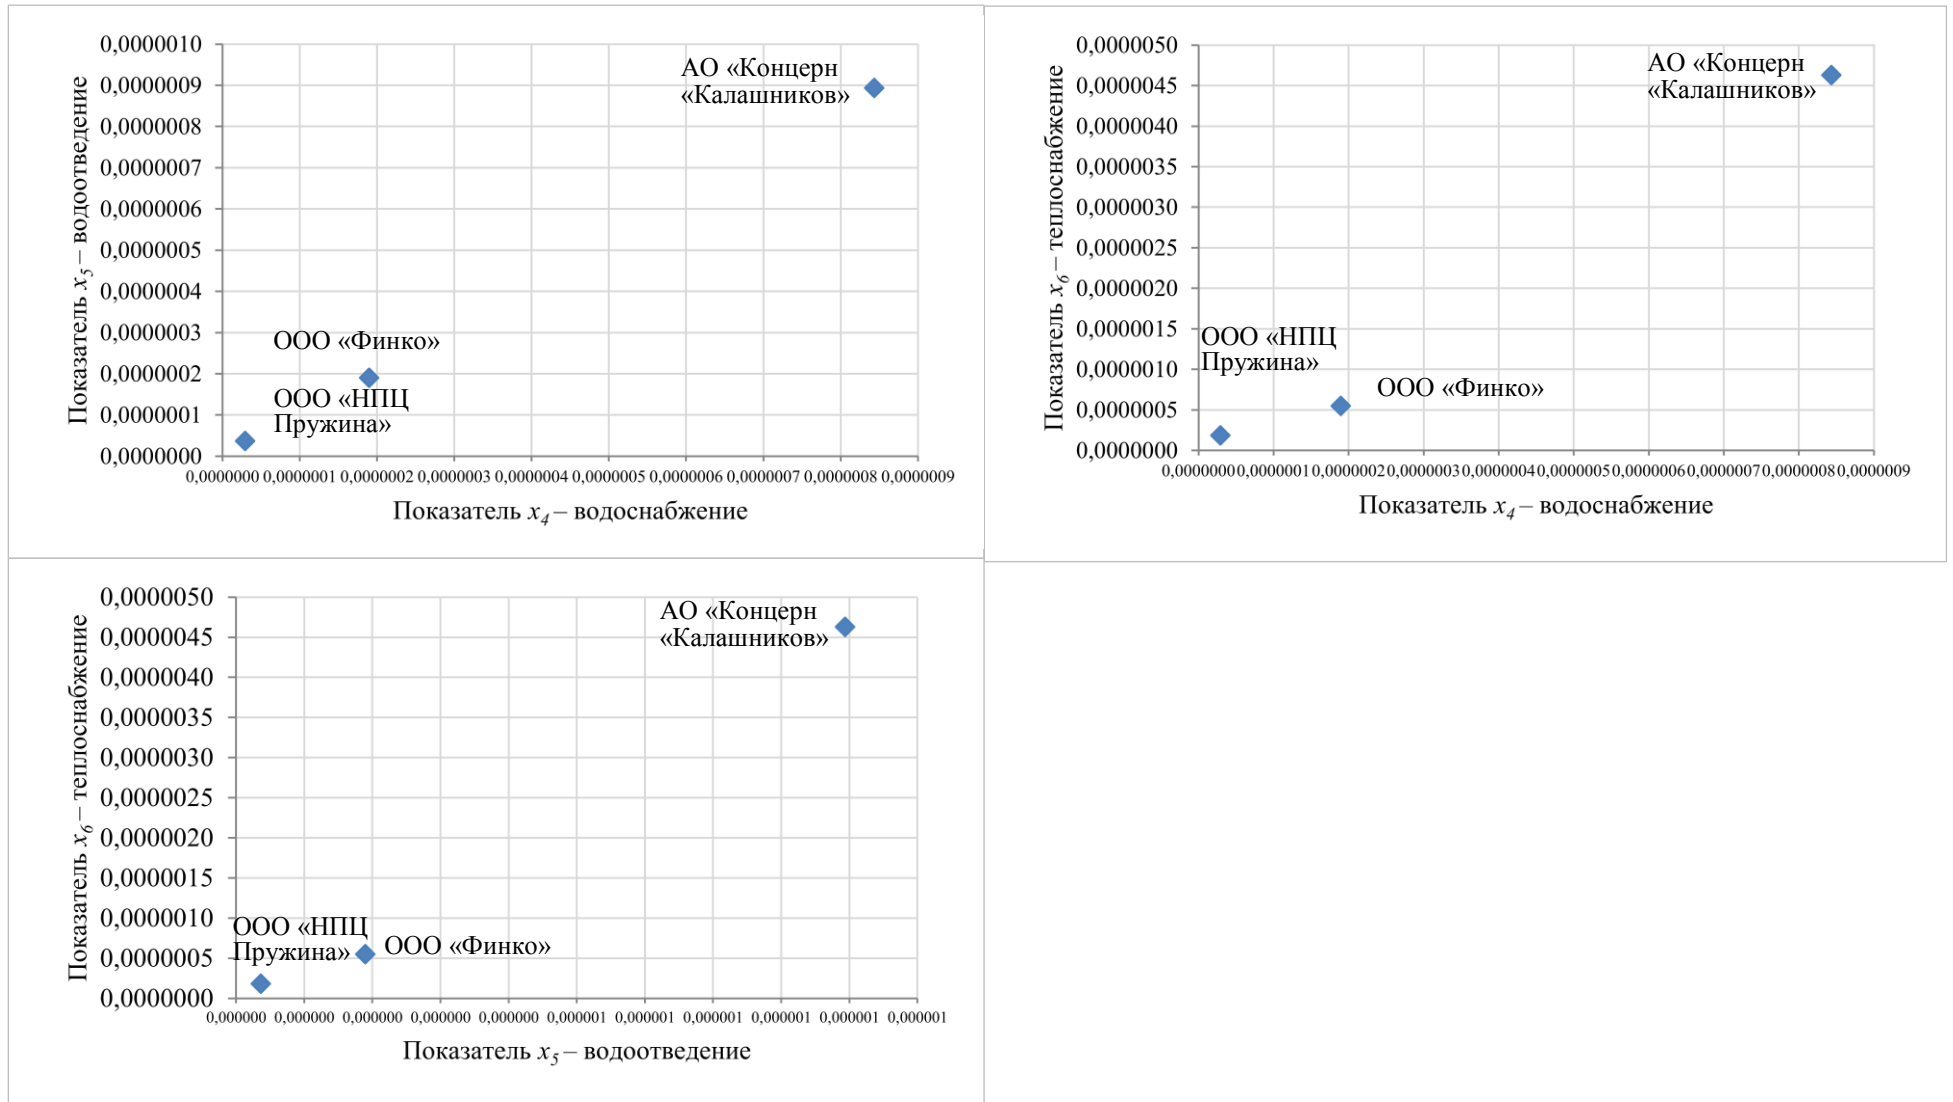 0,0000010
0,0000009
0,0000008
0,0000007
0,0000006
0,0000005
0,0000004
0,0000003
0,0000002
0,0000001
0,0000000
Показатель x5 – водоотведение
АО «Концерн
«Калашников»
ООО «Финко»
ООО «НПЦ
Пружина»
0,0000000 0,0000001 0,0000002 0,0000003 0,0000004 0,0000005 0,0000006 0,0000007 0,0000008 0,0000009
Показатель x4 – водоснабжение
0,0000050
0,0000045
0,0000040
0,0000035
0,0000030
0,0000025
0,0000020
0,0000015
0,0000010
0,0000005
0,0000000
Показатель x6 – теплоснабжение
АО «Концерн
«Калашников»
ООО «НПЦ
Пружина»
ООО «Финко»
0,0000000 0,0000001 0,0000002 0,0000003 0,0000004 0,0000005 0,0000006 0,0000007 0,0000008 0,0000009
Показатель x4 – водоснабжение
0,0000050
0,0000045
0,0000040
0,0000035
0,0000030
0,0000025
0,0000020
0,0000015
0,0000010
0,0000005
0,0000000
Показатель x6 – теплоснабжение
АО «Концерн
«Калашников»
ООО «НПЦ
Пружина»
ООО «Финко»
0,000000 0,000000 0,000000 0,000000 0,000000 0,000001 0,000001 0,000001 0,000001 0,000001 0,000001
Показатель x5 – водоотведение